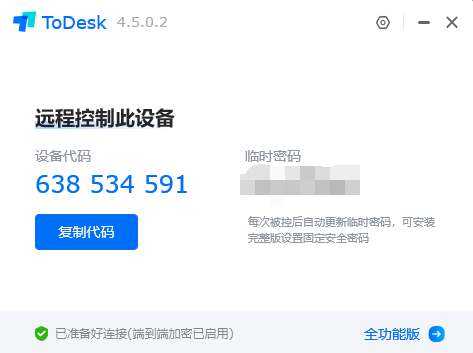 ToDesk 4.5.0.2
远程控制此设备
设备代码
638 534 591
复制代码
临时密码
每次被控后自动更新临时密码，可安装
完整版设置固定安全密码
已准备好连接(端到端加密已启用)
全功能版